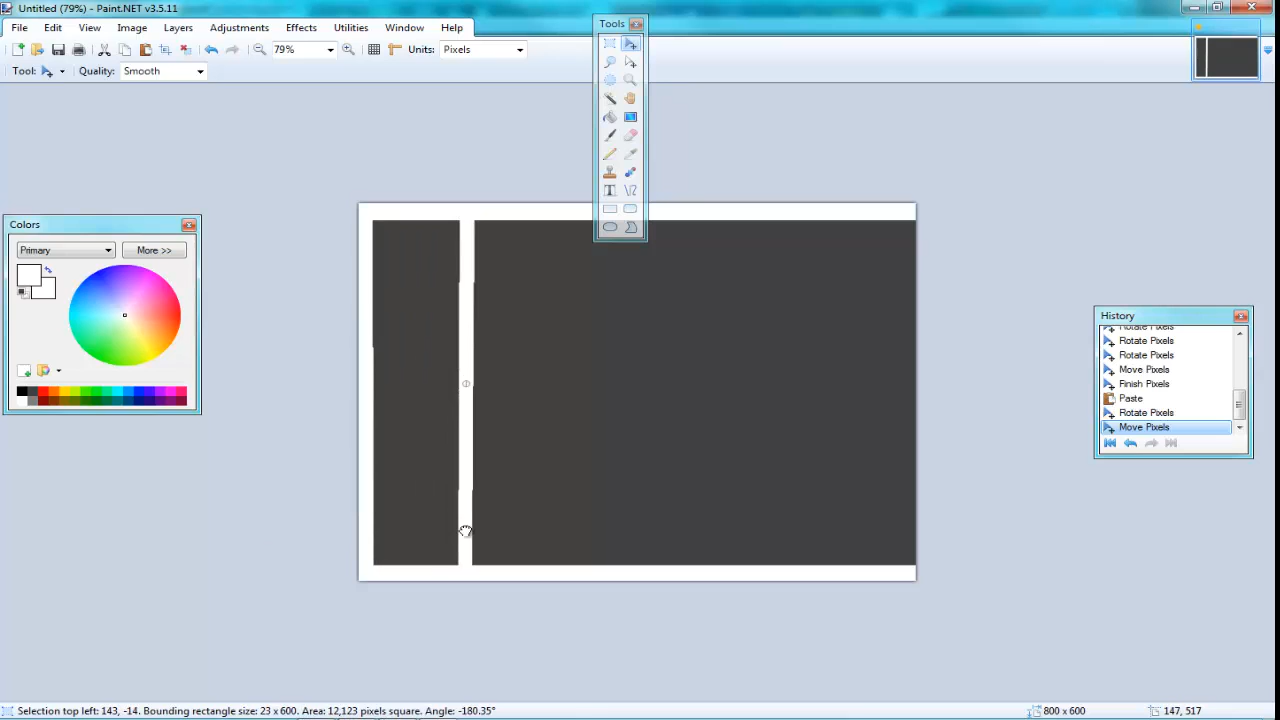 Untitled (79%) - Paint.NET v3.5.11
File Edit View Image Layers Adjustments Effects Utilities Window Help
79% Units: Pixels
Tool: Quality: Smooth
Tools
Colors
Primary More >>
History
Rotate Pixels
Rotate Pixels
Rotate Pixels
Move Pixels
Finish Pixels
Paste
Rotate Pixels
Move Pixels
Selection top left: 143, -14. Bounding rectangle size: 23 x 600. Area: 12,123 pixels square. Angle: -180.35° 800 x 600 147, 517